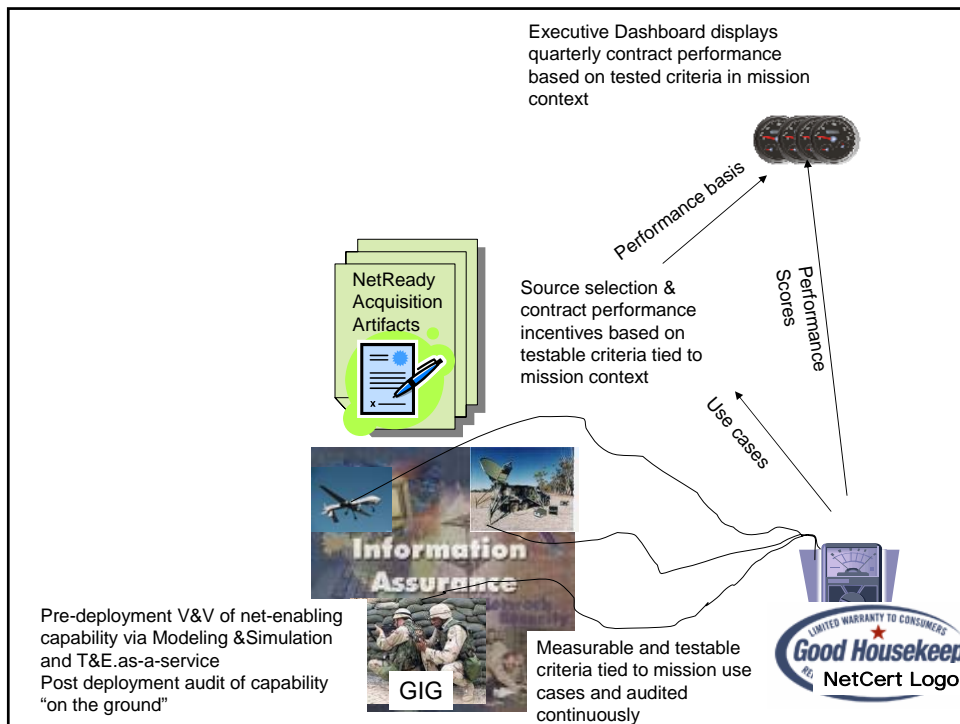 Executive Dashboard displays
quarterly contract performance
based on tested criteria in mission
context
Performance basis
NetReady
Acquisition
Artifacts
x
Source selection &
contract performance
incentives based on
testable criteria tied to
mission context
Performance
Scores
Use cases
Information
Assurance
Security
GIG
Pre-deployment V&V of net-enabling
capability via Modeling &Simulation
and T&E.as-a-service
Post deployment audit of capability
“on the ground”
Measurable and testable
criteria tied to mission use
cases and audited
continuously
LIMITED WARRANTY TO CONSUMERS
Good Housekeep
NetCert Logo